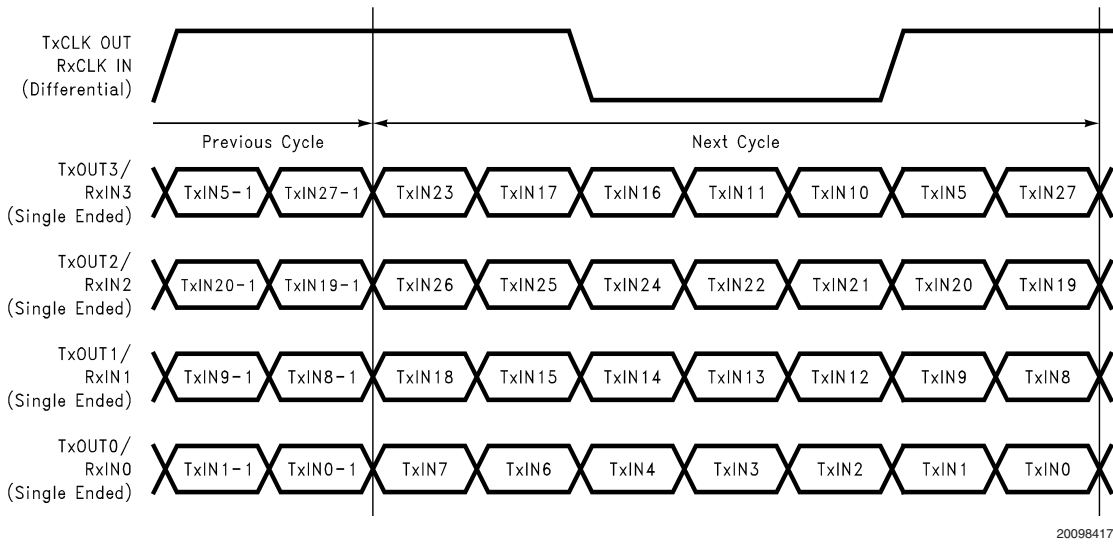 TxCLK OUT
RxCLK IN
(Differential)
Previous Cycle
Next Cycle
TxOUT3/
RxIN3
(Single Ended)
TxIN5-1 TxIN27-1 TxIN23 TxIN17 TxIN16 TxIN11 TxIN10 TxIN5 TxIN27
TxOUT2/
RxIN2
(Single Ended)
TxIN20-1 TxIN19-1 TxIN26 TxIN25 TxIN24 TxIN22 TxIN21 TxIN20 TxIN19
TxOUT1/
RxIN1
(Single Ended)
TxIN9-1 TxIN8-1 TxIN18 TxIN15 TxIN14 TxIN13 TxIN12 TxIN9 TxIN8
TxOUT0/
RxIN0
(Single Ended)
TxIN1-1 TxIN0-1 TxIN7 TxIN6 TxIN4 TxIN3 TxIN2 TxIN1 TxIN0
20098417